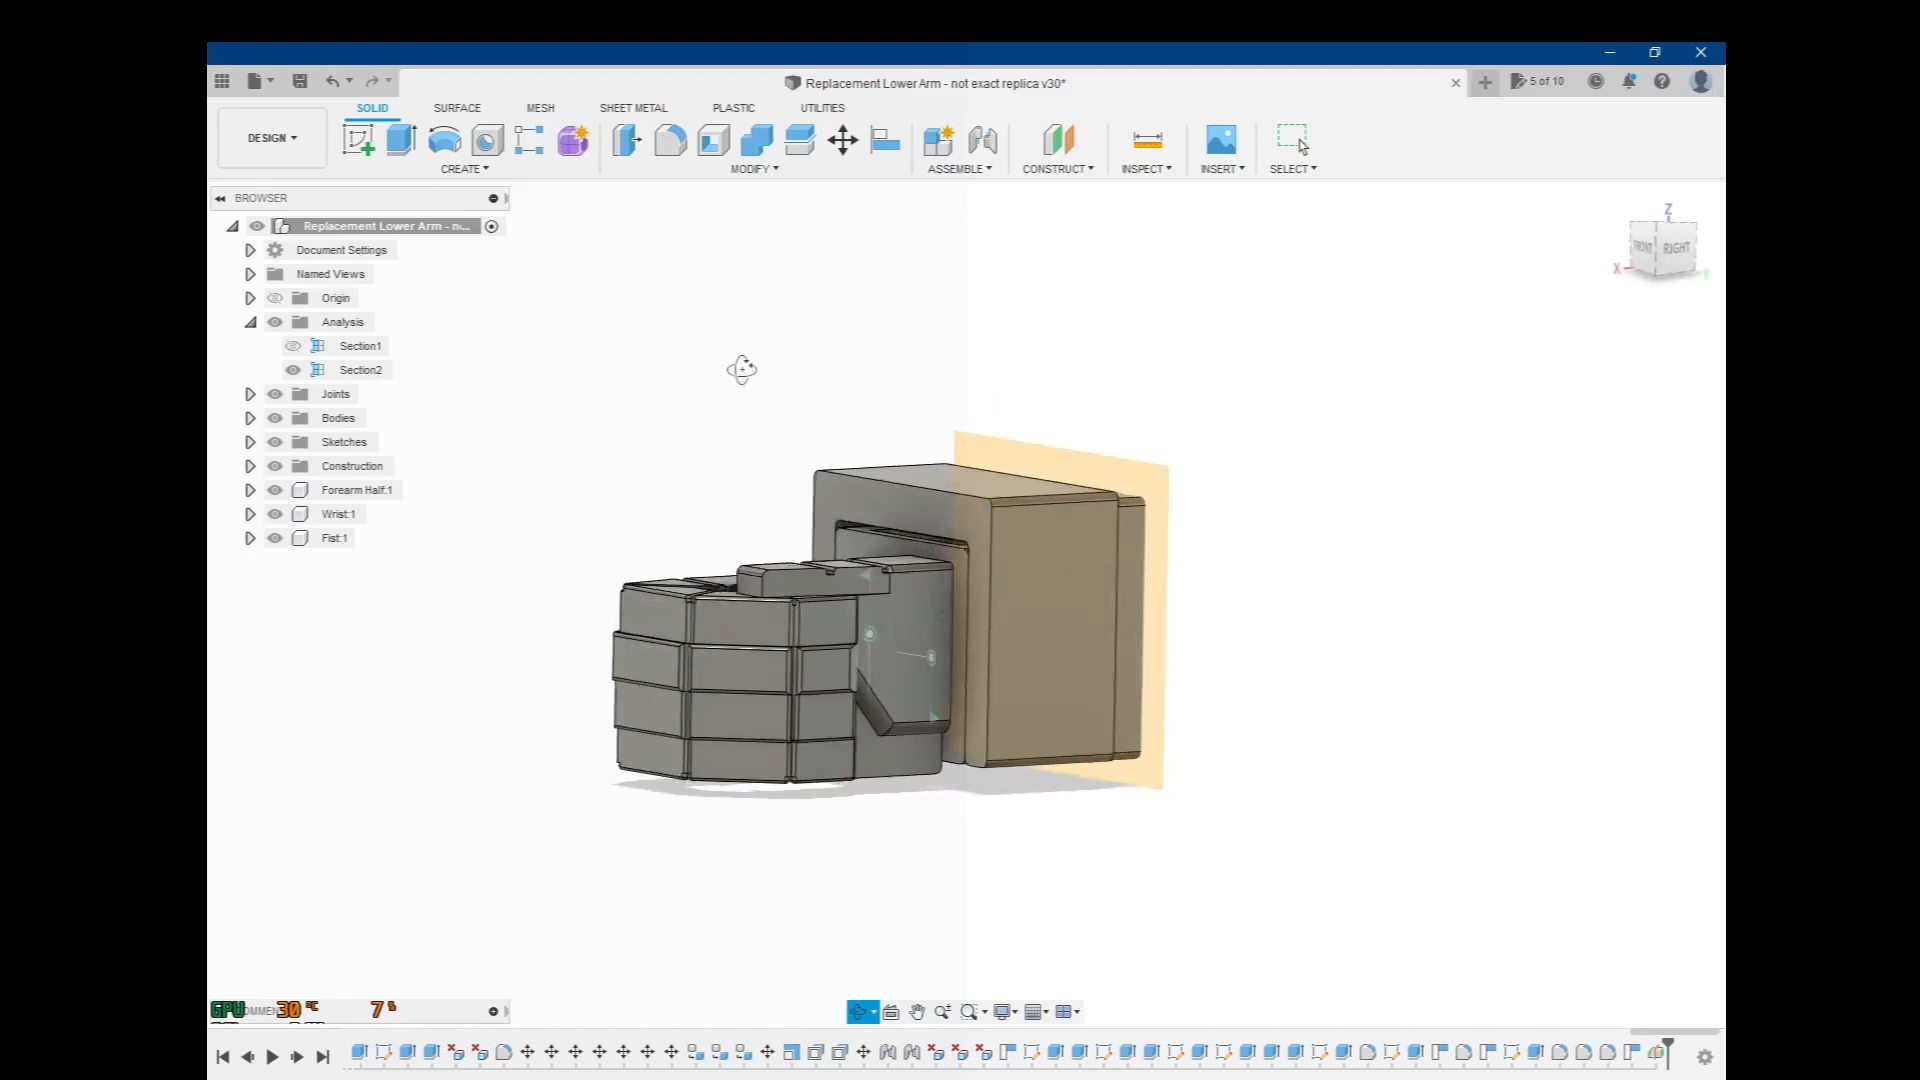 Replacement Lower Arm - not exact replica v30*
5 of 10
SOLID SURFACE MESH SHEET METAL PLASTIC UTILITIES
DESIGN
CREATE MODIFY ASSEMBLE CONSTRUCT INSPECT INSERT SELECT
BROWSER
Replacement Lower Arm - n...
Document Settings
Named Views
Origin
Analysis
Section1
Section2
Joints
Bodies
Sketches
Construction
Forearm Half:1
Wrist:1
Fist:1
Z
FRONT RIGHT
X Y
GPU 30 °C 7 %